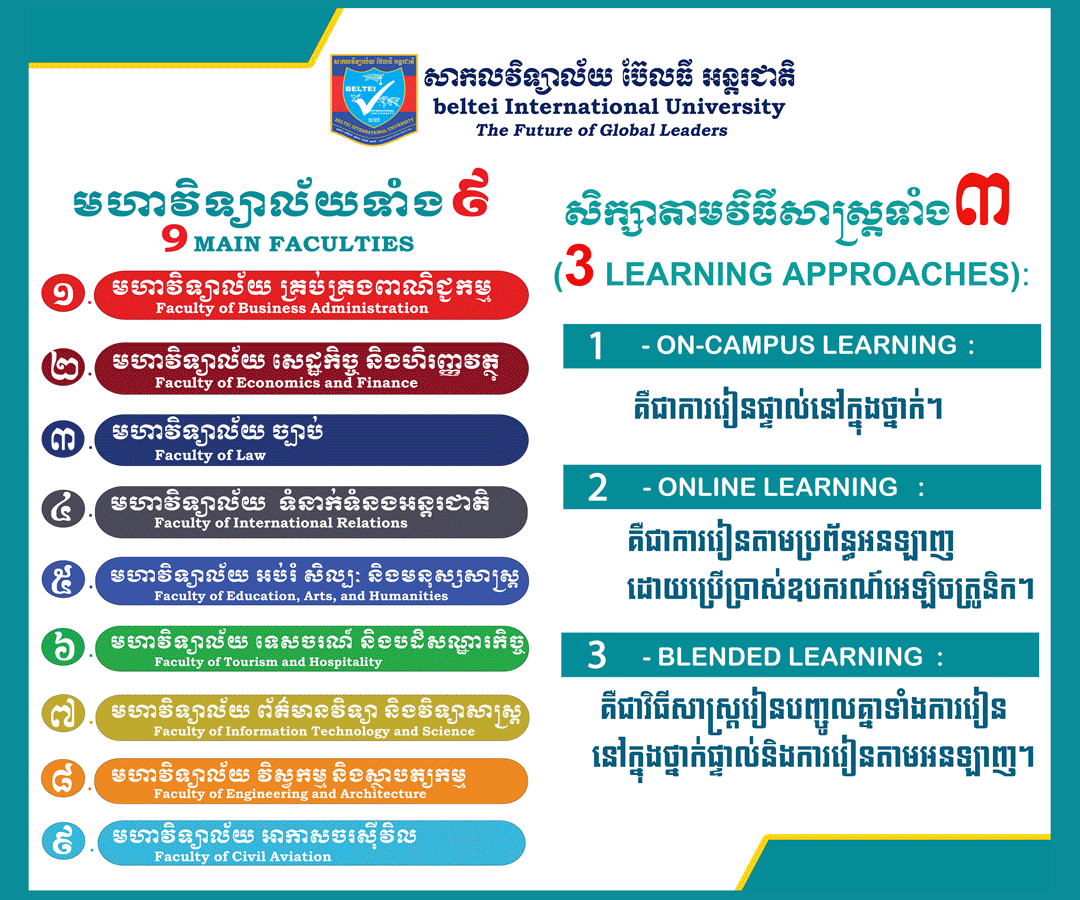 សាកលវិទ្យាល័យ ប៊ែលធី អន្តរជាតិ
beltei International University
The Future of Global Leaders
សាកលវិទ្យាល័យ ប៊ែលធី អន្តរជាតិ
BELTEI
BELTEI INTERNATIONAL UNIVERSITY
មហាវិទ្យាល័យទាំង ៩
9 MAIN FACULTIES
១. មហាវិទ្យាល័យ គ្រប់គ្រងពាណិជ្ជកម្ម
Faculty of Business Administration
២. មហាវិទ្យាល័យ សេដ្ឋកិច្ច និងហិរញ្ញវត្ថុ
Faculty of Economics and Finance
៣. មហាវិទ្យាល័យ ច្បាប់
Faculty of Law
៤. មហាវិទ្យាល័យ ទំនាក់ទំនងអន្តរជាតិ
Faculty of International Relations
៥. មហាវិទ្យាល័យ អប់រំ សិល្បៈ និងមនុស្សសាស្ត្រ
Faculty of Education, Arts, and Humanities
៦. មហាវិទ្យាល័យ ទេសចរណ៍ និងបដិសណ្ឋារកិច្ច
Faculty of Tourism and Hospitality
៧. មហាវិទ្យាល័យ ព័ត៌មានវិទ្យា និងវិទ្យាសាស្ត្រ
Faculty of Information Technology and Science
៨. មហាវិទ្យាល័យ វិស្វកម្ម និងស្ថាបត្យកម្ម
Faculty of Engineering and Architecture
៩. មហាវិទ្យាល័យ អាកាសចរស៊ីវិល
Faculty of Civil Aviation
សិក្សាតាមវិធីសាស្ត្រទាំង៣
(3 LEARNING APPROACHES):
1 - ON-CAMPUS LEARNING :
គឺជាការរៀនផ្ទាល់នៅក្នុងថ្នាក់។
2 - ONLINE LEARNING :
គឺជាការរៀនតាមប្រព័ន្ធអនឡាញ
ដោយប្រើប្រាស់ឧបករណ៍អេឡិចត្រូនិក។
3 - BLENDED LEARNING :
គឺជាវិធីសាស្ត្ររៀនបញ្ចូលគ្នាទាំងការរៀន
នៅក្នុងថ្នាក់ផ្ទាល់និងការរៀនតាមអនឡាញ។